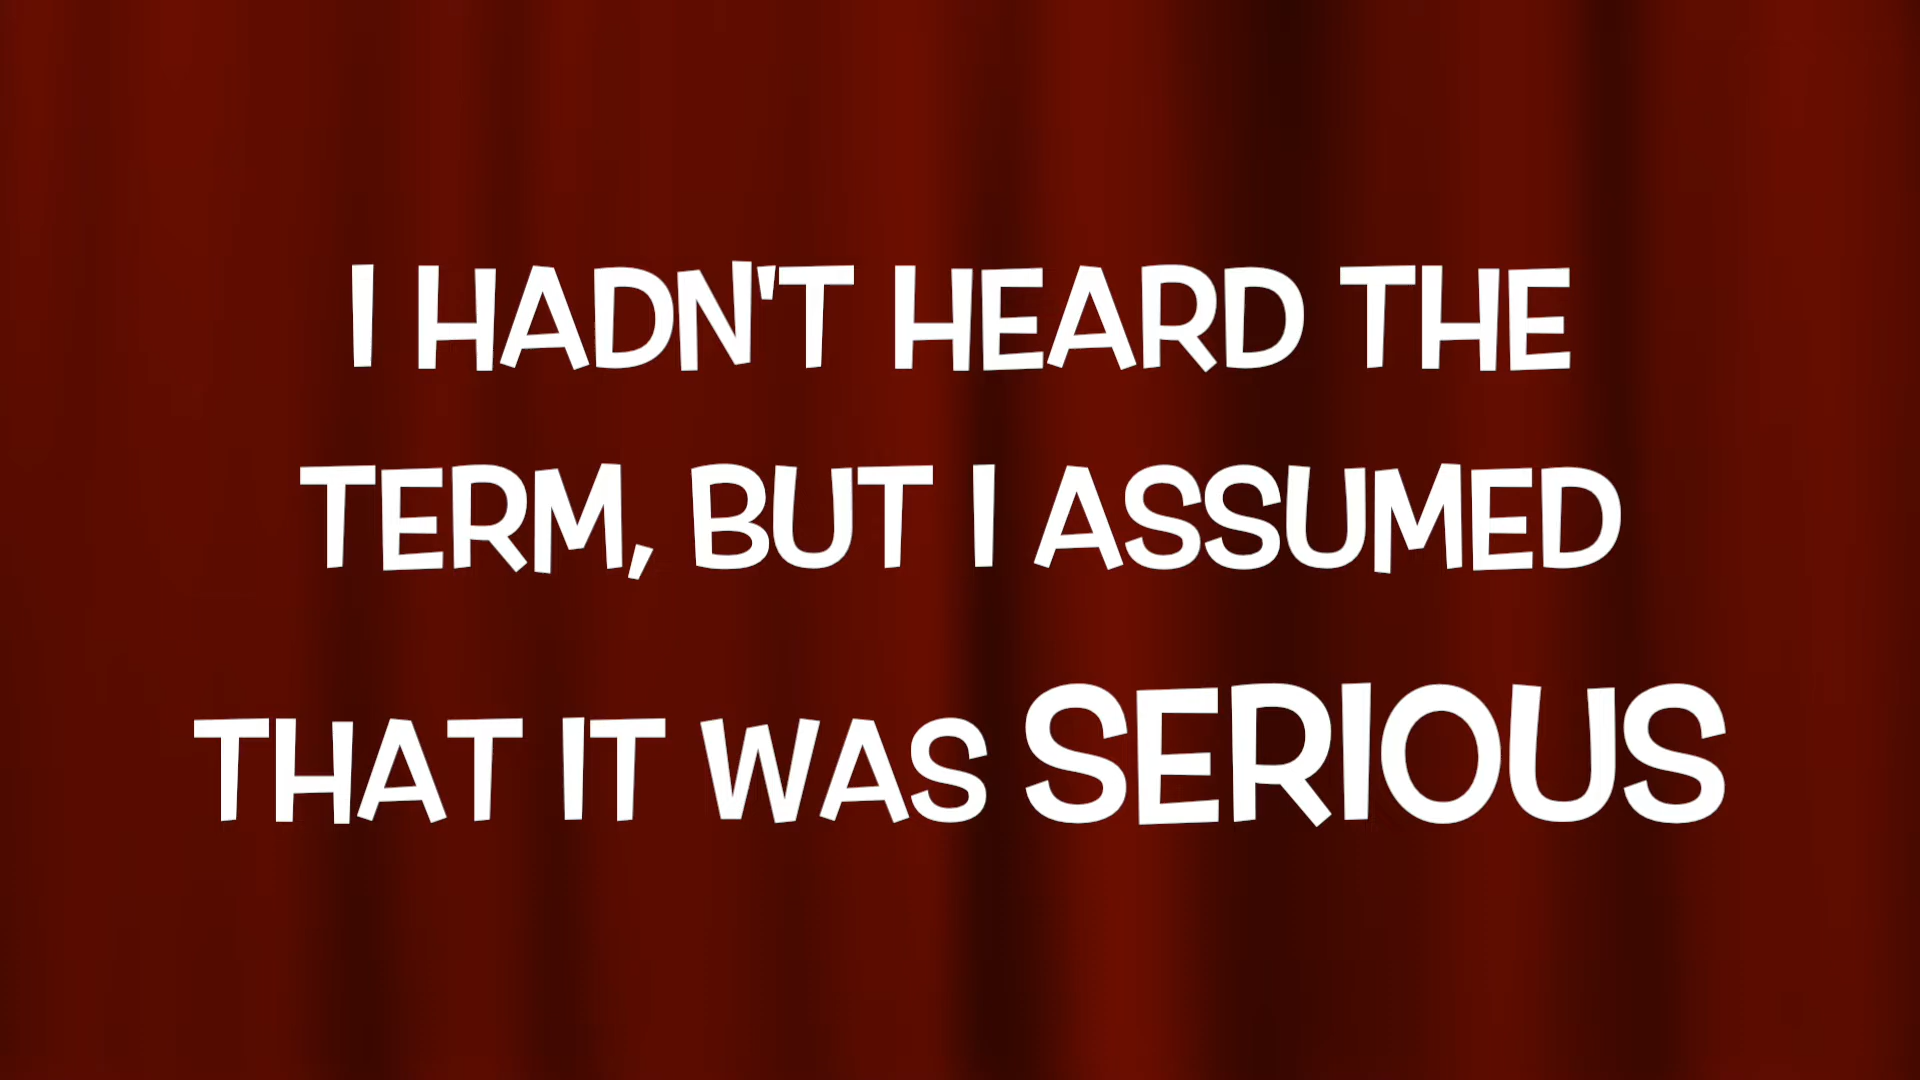 I HADN'T HEARD THE
TERM, BUT I ASSUMED
THAT IT WAS SERIOUS